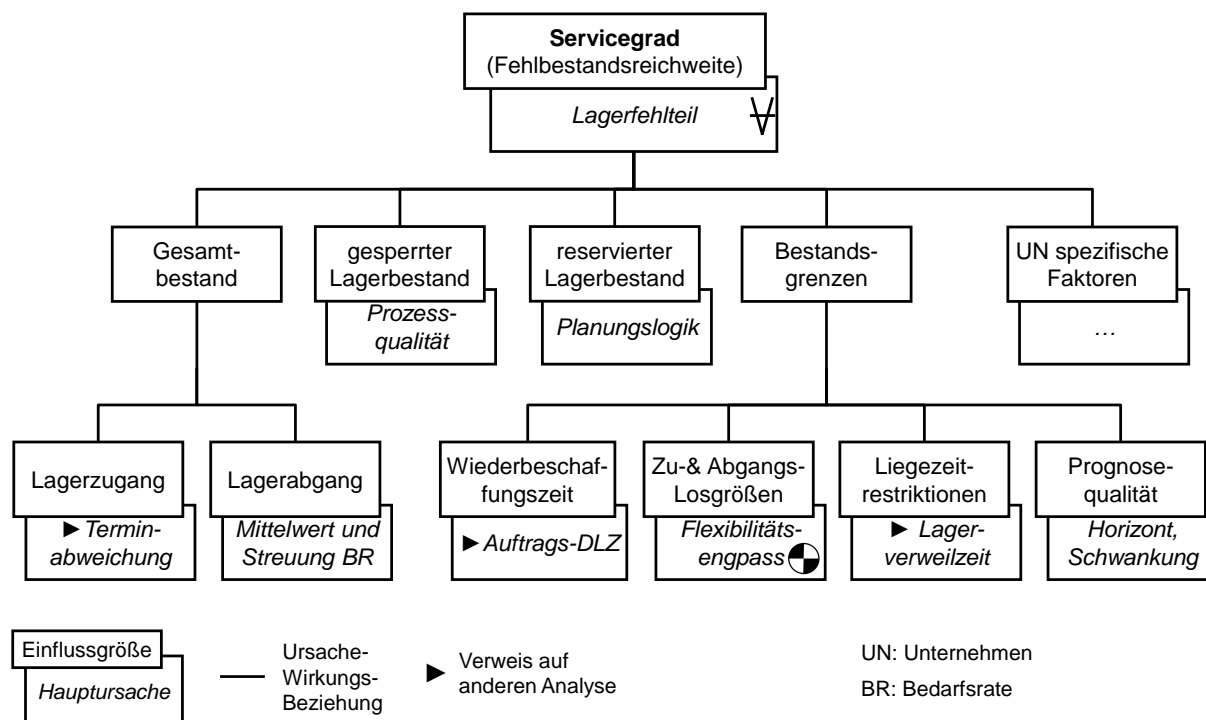 Servicegrad
(Fehlbestandsreichweite)
Lagerfehlteil
Gesamt-
bestand
gesperrter
Lagerbestand
Prozess-
qualität
reservierter
Lagerbestand
Planungslogik
Bestands-
grenzen
UN spezifische
Faktoren
...
Lagerzugang
► Termin-
abweichung
Lagerabgang
Mittelwert und
Streuung BR
Wiederbeschaf-
fungszeit
► Auftrags-DLZ
Zu-& Abgangs-
Losgrößen
Flexibilitäts-
engpass
Liegezeit-
restriktionen
► Lager-
verweilzeit
Prognose-
qualität
Horizont,
Schwankung
Einflussgröße
Hauptursache
Ursache-
Wirkungs-
Beziehung
► Verweis auf
anderen Analyse
UN: Unternehmen
BR: Bedarfsrate